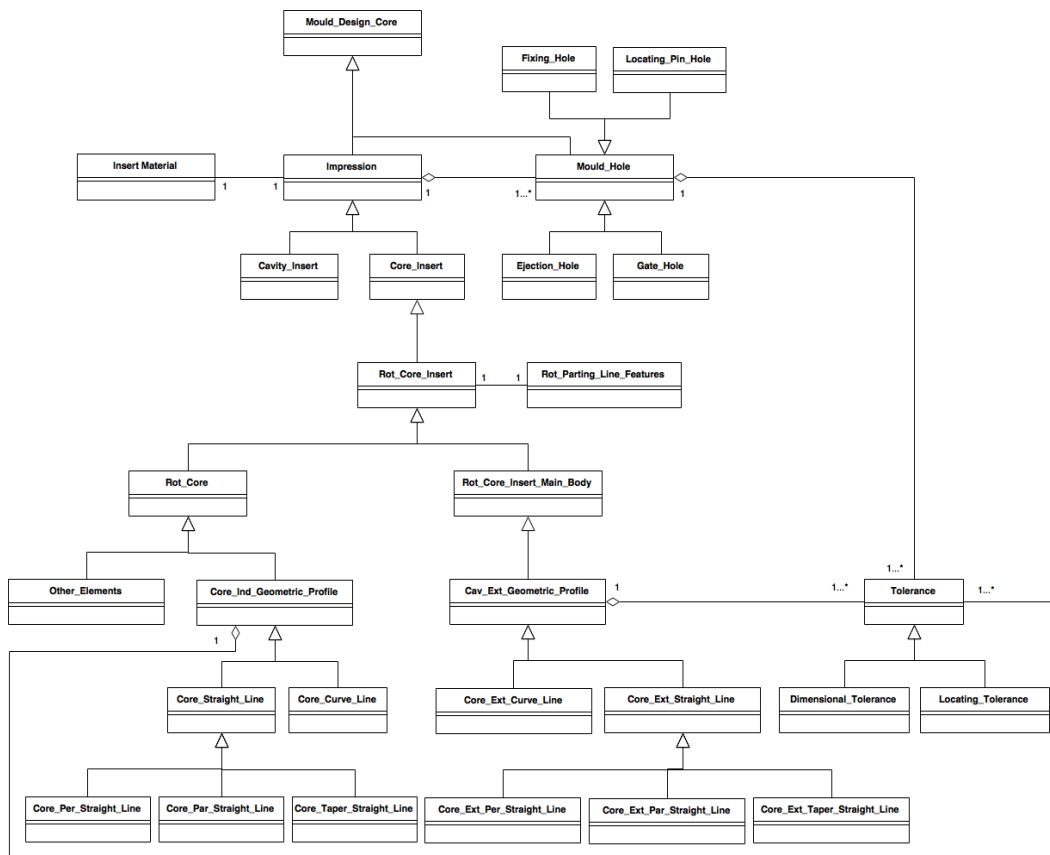 Mould_Design_Core
Fixing_Hole
Locating_Pin_Hole
Insert Material
Impression
Mould_Hole
1
1
1
1...*
1
Cavity_Insert
Core_Insert
Ejection_Hole
Gate_Hole
Rot_Core_Insert
1
1
Rot_Parting_Line_Features
Rot_Core
Rot_Core_Insert_Main_Body
1...*
Other_Elements
Core_Ind_Geometric_Profile
Cav_Ext_Geometric_Profile
1
1...*
Tolerance
1...*
1
Core_Straight_Line
Core_Curve_Line
Core_Ext_Curve_Line
Core_Ext_Straight_Line
Dimensional_Tolerance
Locating_Tolerance
Core_Per_Straight_Line
Core_Par_Straight_Line
Core_Taper_Straight_Line
Core_Ext_Per_Straight_Line
Core_Ext_Par_Straight_Line
Core_Ext_Taper_Straight_Line